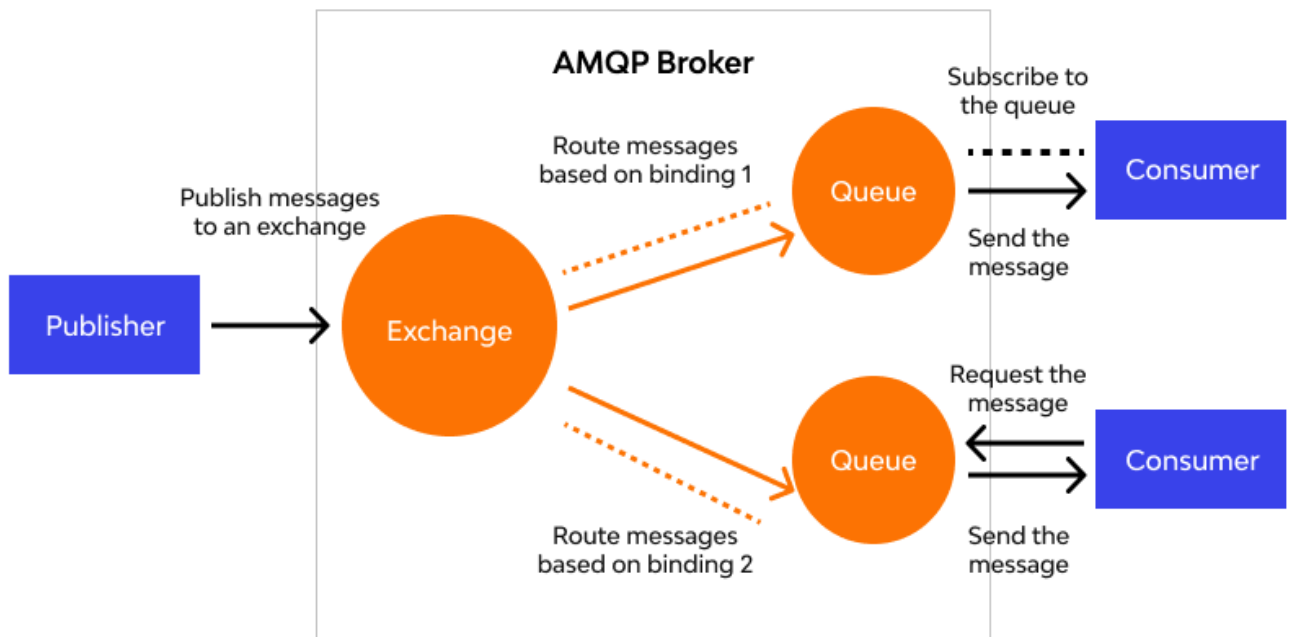 AMQP Broker
Publish messages
to an exchange
Publisher
Exchange
Route messages
based on binding 1
Queue
Subscribe to
the queue
Consumer
Send the
message
Route messages
based on binding 2
Queue
Request the
message
Consumer
Send the
message